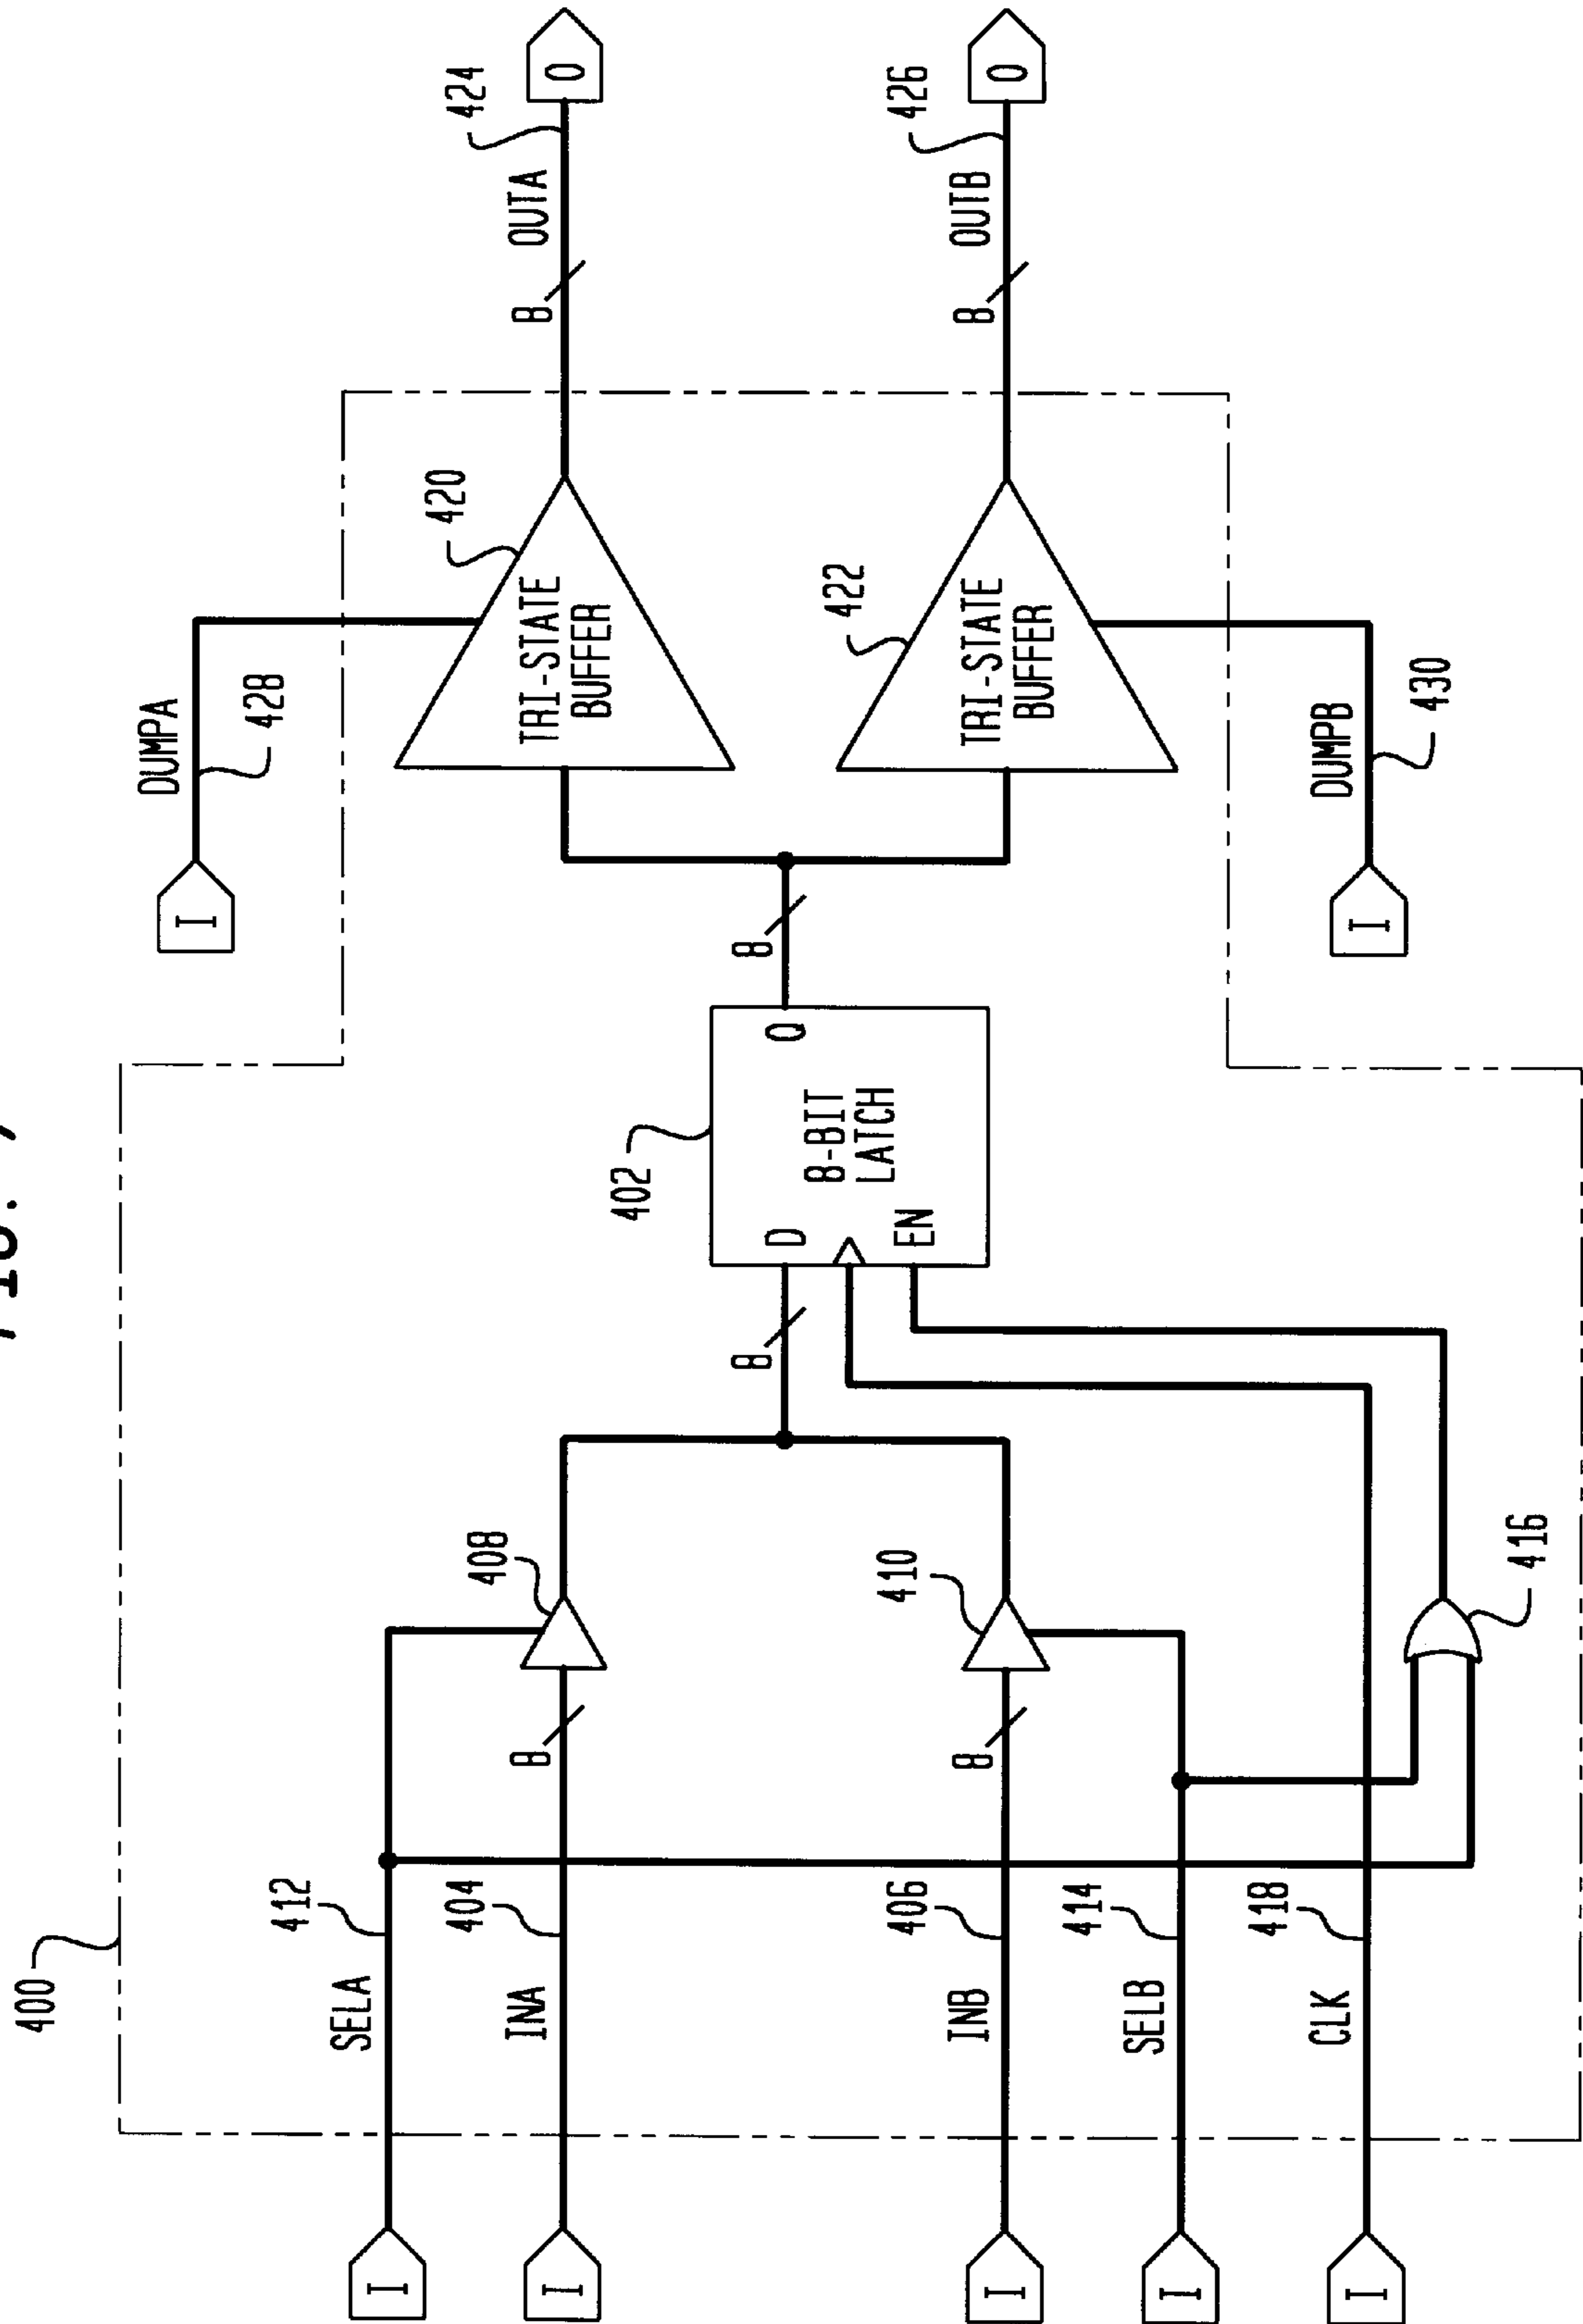 FIG. 7
400
DUMPA
I
428
412
SELA
I
420
424
408
404
INA
I
8
TRI-STATE
BUFFER
8
OUTA
O
402
8
8
D
Q
8-BIT
LATCH
EN
422
426
410
406
INB
I
8
TRI-STATE
BUFFER
8
OUTB
O
414
SELB
I
418
CLK
I
DUMPB
I
430
416